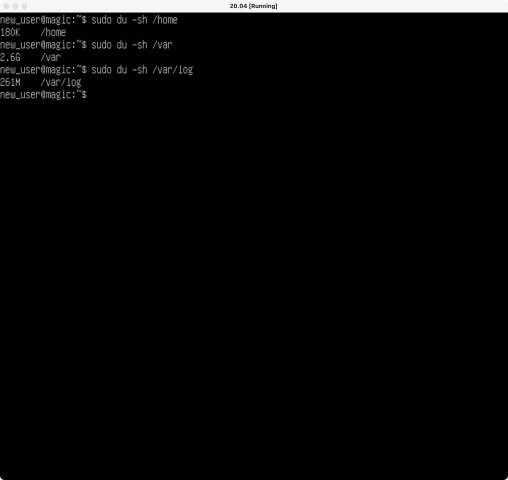 20.04 [Running]
new_user@magic:~$ sudo du -sh /home
180K    /home
new_user@magic:~$ sudo du -sh /var
2.6G    /var
new_user@magic:~$ sudo du -sh /var/log
261M    /var/log
new_user@magic:~$